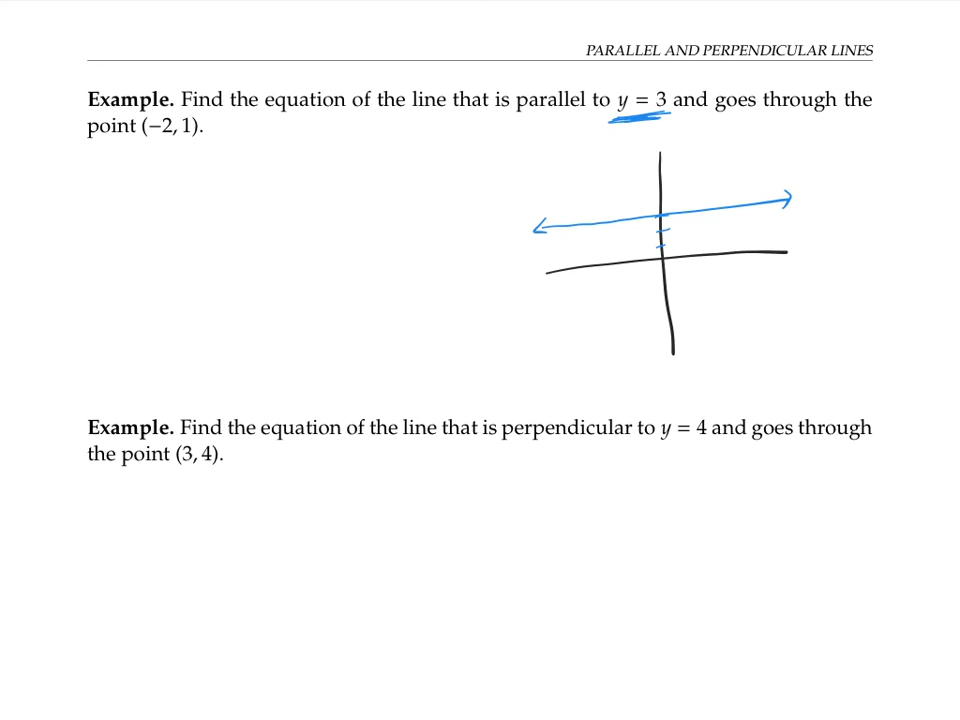 PARALLEL AND PERPENDICULAR LINES
Example. Find the equation of the line that is parallel to y = 3 and goes through the
point (−2, 1).
Example. Find the equation of the line that is perpendicular to y = 4 and goes through
the point (3, 4).